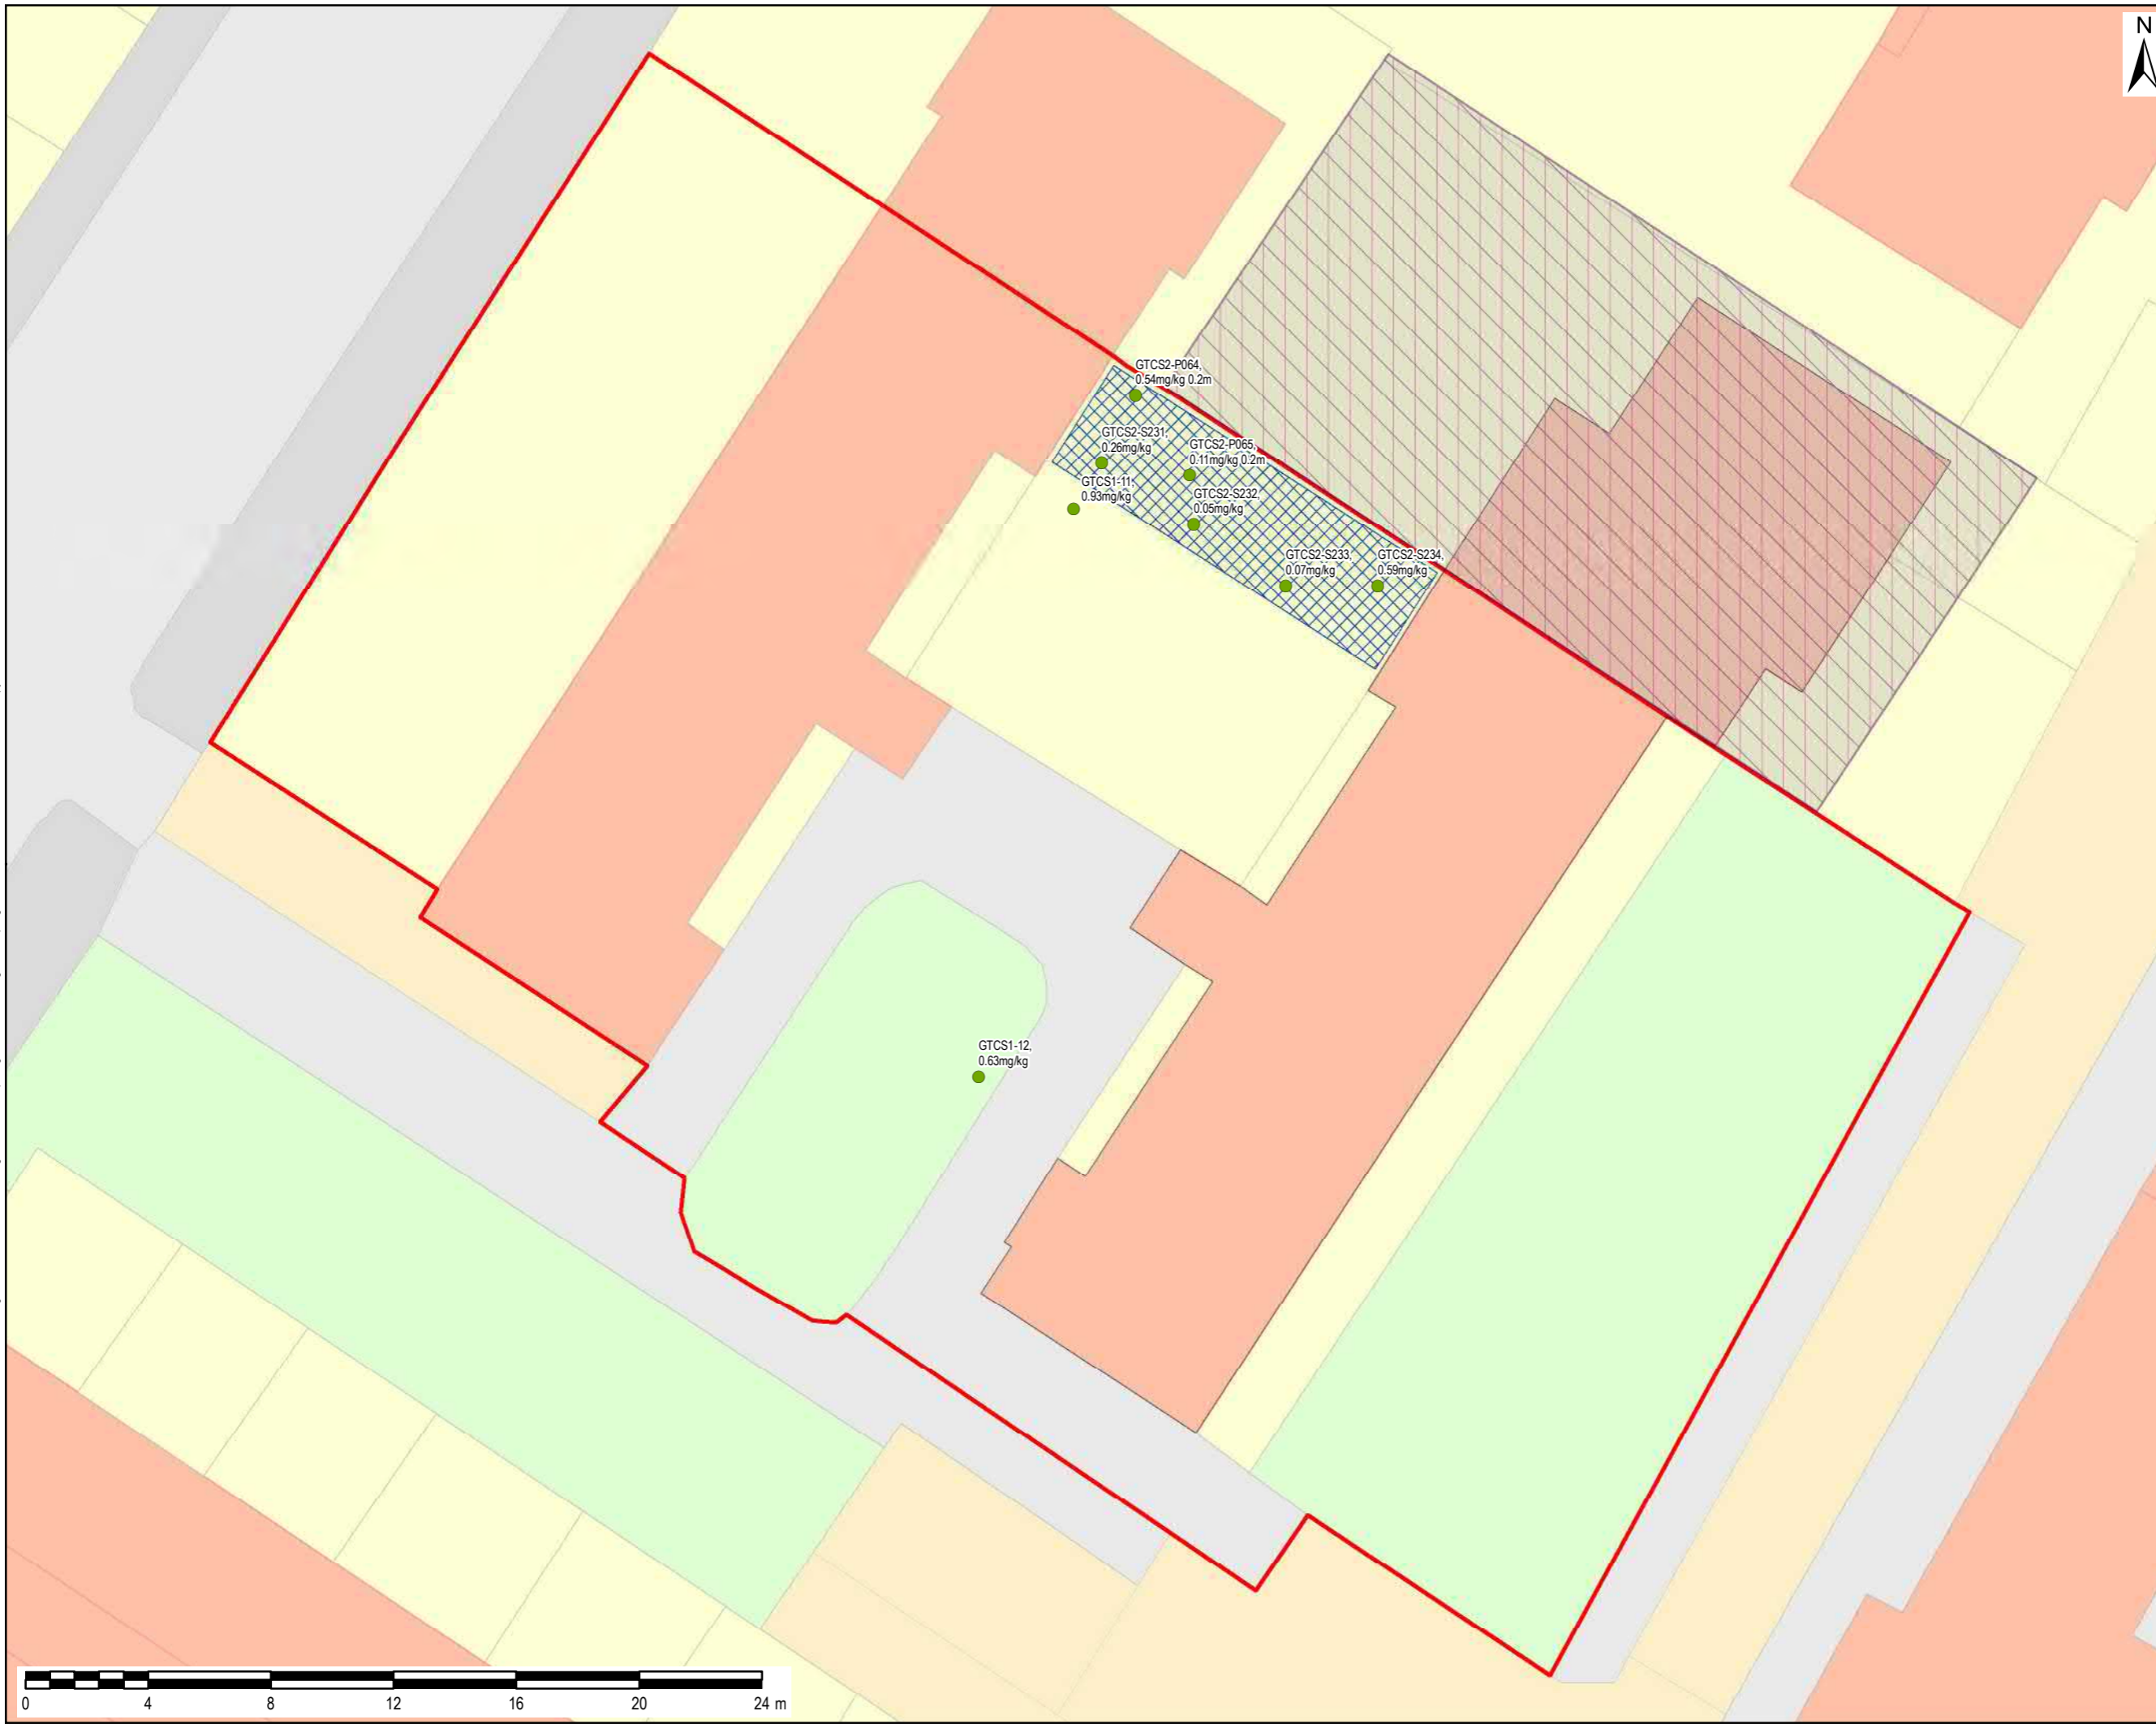 N
GTCS2-P064,
0.54mg/kg 0.2m
GTCS2-S231,
0.26mg/kg
GTCS2-P065,
0.11mg/kg 0.2m
GTCS1-11,
0.93mg/kg
GTCS2-S232,
0.05mg/kg
GTCS2-S233,
0.07mg/kg
GTCS2-S234,
0.59mg/kg
GTCS1-12,
0.63mg/kg
0 4 8 12 16 20 24 m